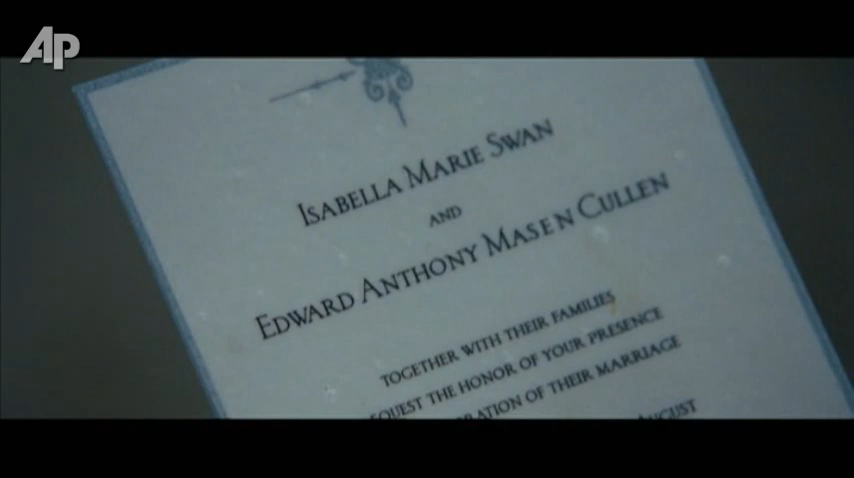 AP
ISABELLA MARIE SWAN
AND
EDWARD ANTHONY MASEN CULLEN
TOGETHER WITH THEIR FAMILIES
THE HONOR OF YOUR PRESENCE
OF THEIR MARRIAGE
AUGUST